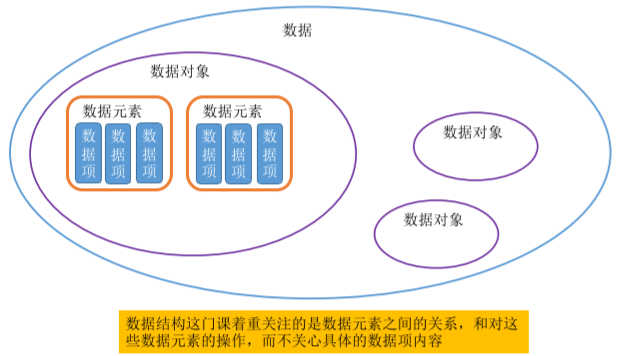 数据
数据对象
数据元素
数据项
数据项
数据项
数据元素
数据项
数据项
数据项
数据对象
数据对象
数据结构这门课着重关注的是数据元素之间的关系，和对这
些数据元素的操作，而不关心具体的数据项内容